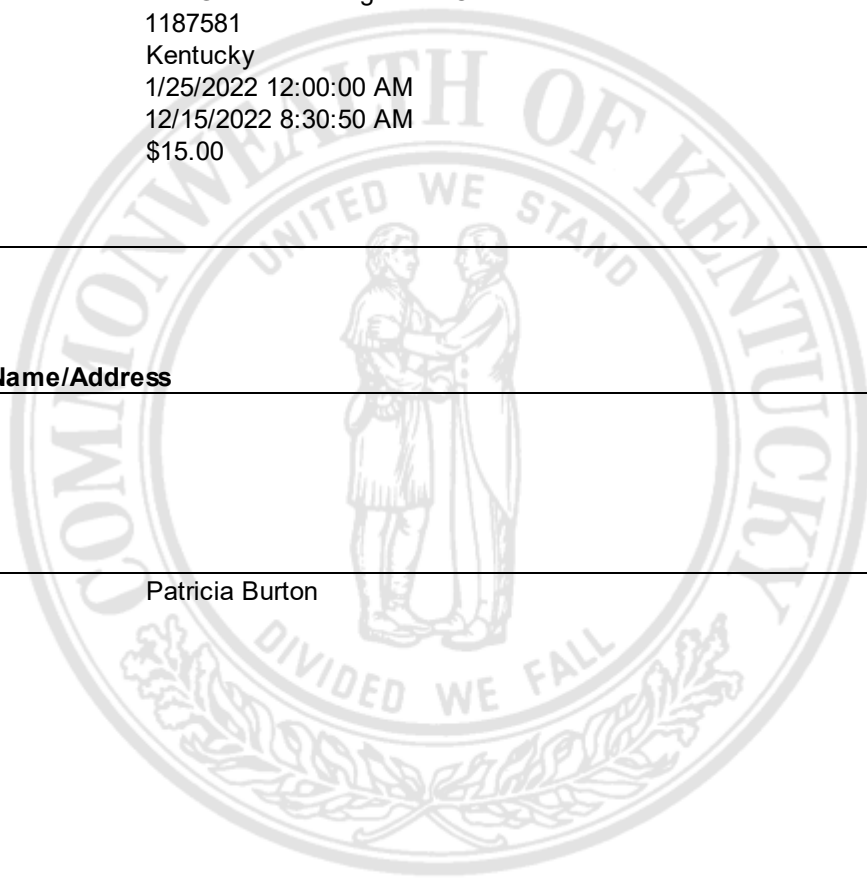 1187581
Kentucky
1/25/2022 12:00:00 AM
12/15/2022 8:30:50 AM
$15.00
COMMONWEALTH OF KENTUCKY
UNITED WE STAND
Name/Address
Patricia Burton
DIVIDED WE FALL